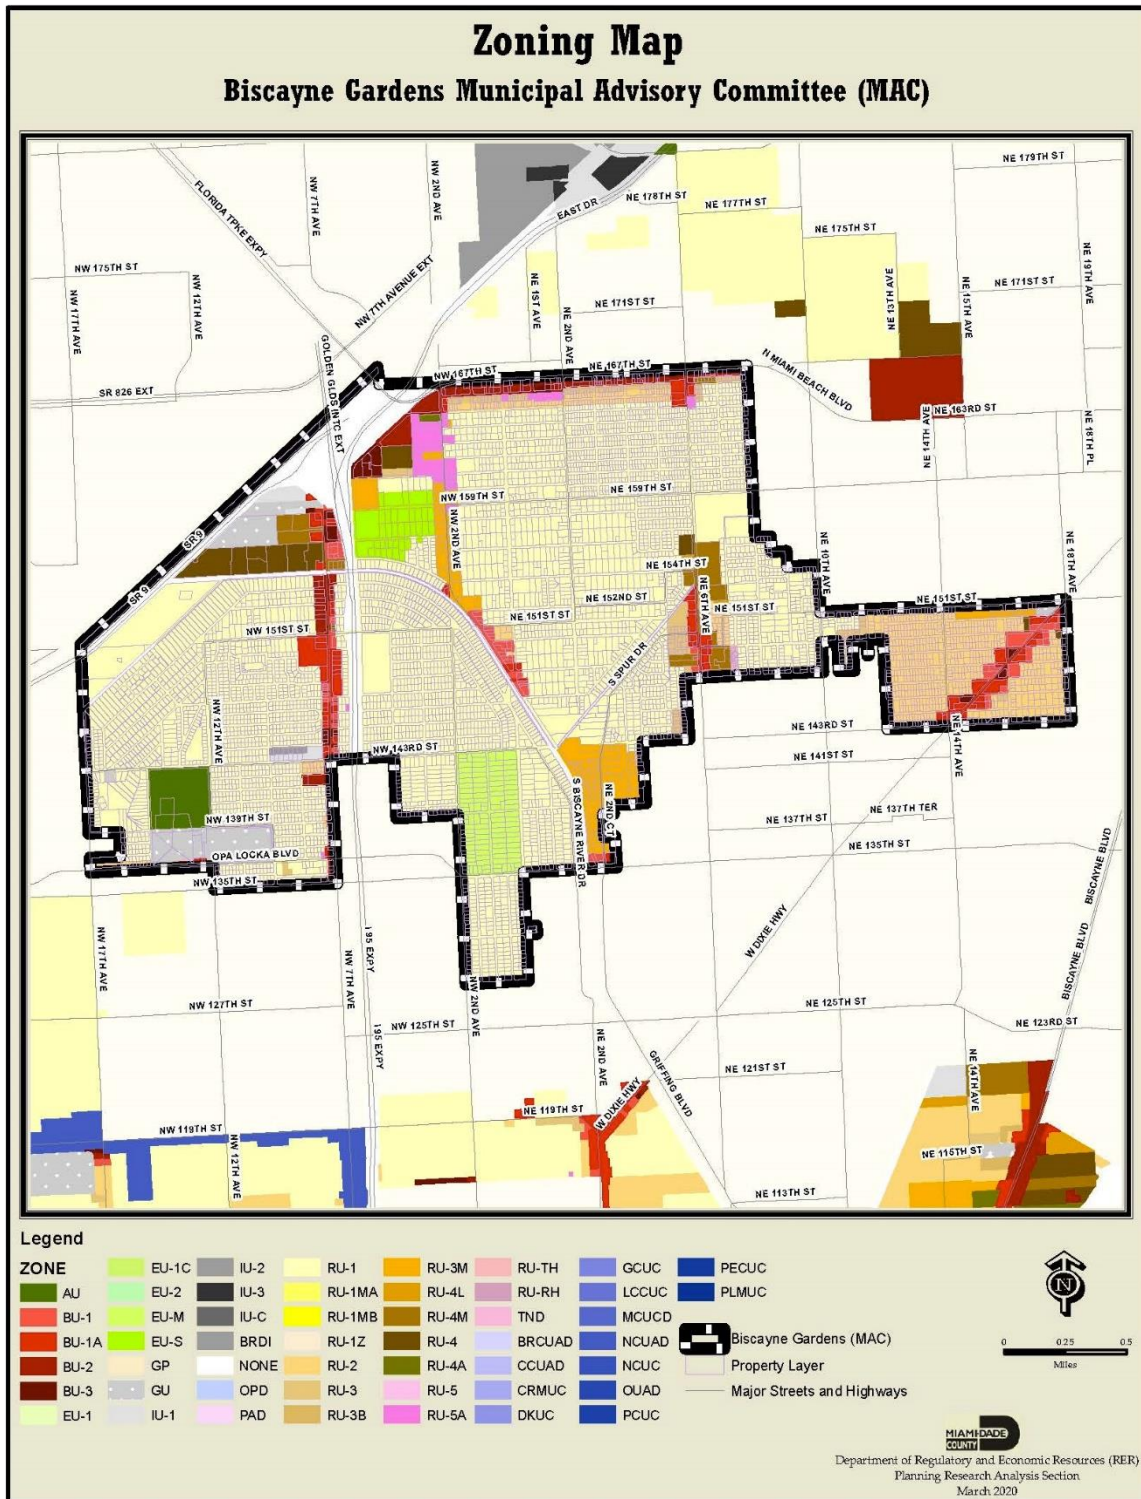 Zoning Map
Biscayne Gardens Municipal Advisory Committee (MAC)
NE 179TH ST
NW 2ND AVE
NW 7TH AVE
FLORIDA TPKE EXPY
EAST DR
NE 178TH ST
NE 177TH ST
NE 175TH ST
NW 175TH ST
NW 12TH AVE
NW 17TH AVE
NW 7TH AVENUE EXT
NE 1ST AVE
NE 2ND AVE
NE 171ST ST
NE 13TH AVE
NE 15TH AVE
NE 171ST ST
NE 19TH AVE
GOLDEN GLDS INTC EXT
NW 167TH ST
NE 167TH ST
N MIAMI BEACH BLVD
SR 826 EXT
NE 163RD ST
NE 14TH AVE
NE 18TH PL
NW 159TH ST
NE 159TH ST
SR 9
NW 2ND AVE
NE 10TH AVE
NE 18TH AVE
NE 154TH ST
SR 9
NE 152ND ST
NE 6TH AVE
NE 151ST ST
NE 151ST ST
NE 151ST ST
NW 151ST ST
S SPUR DR
NW 12TH AVE
NE 143RD ST
NE 14TH AVE
NW 143RD ST
NE 141ST ST
S BISCAYNE RIVER DR
NE 2ND CT
NE 137TH TER
NW 139TH ST
NE 137TH ST
OPA LOCKA BLVD
NE 135TH ST
NW 135TH ST
BISCAYNE BLVD
BISCAYNE BLVD
W DIXIE HWY
NW 17TH AVE
NW 7TH AVE
I 95 EXPY
NW 2ND AVE
NW 127TH ST
NW 125TH ST
NE 125TH ST
NE 123RD ST
I 95 EXPY
NE 2ND AVE
GRIFFING BLVD
NE 121ST ST
NE 14TH AVE
NW 119TH ST
NE 119TH ST
W DIXIE HWY
NW 12TH AVE
NE 115TH ST
NE 113TH ST
Legend
ZONE
AU
BU-1
BU-1A
BU-2
BU-3
EU-1
EU-1C
EU-2
EU-M
EU-S
GP
GU
IU-1
IU-2
IU-3
IU-C
BRDI
NONE
OPD
PAD
RU-1
RU-1MA
RU-1MB
RU-1Z
RU-2
RU-3
RU-3B
RU-3M
RU-4L
RU-4M
RU-4
RU-4A
RU-5
RU-5A
RU-TH
RU-RH
TND
BRCUAD
CCUAD
CRMUC
DKUC
GCUC
LCCUC
MCUCD
NCUAD
NCUC
OUAD
PCUC
PECUC
PLMUC
Biscayne Gardens (MAC)
Property Layer
Major Streets and Highways
N
0 0.25 0.5
Miles
MIAMI-DADE
COUNTY
Department of Regulatory and Economic Resources (RER)
Planning Research Analysis Section
March 2020